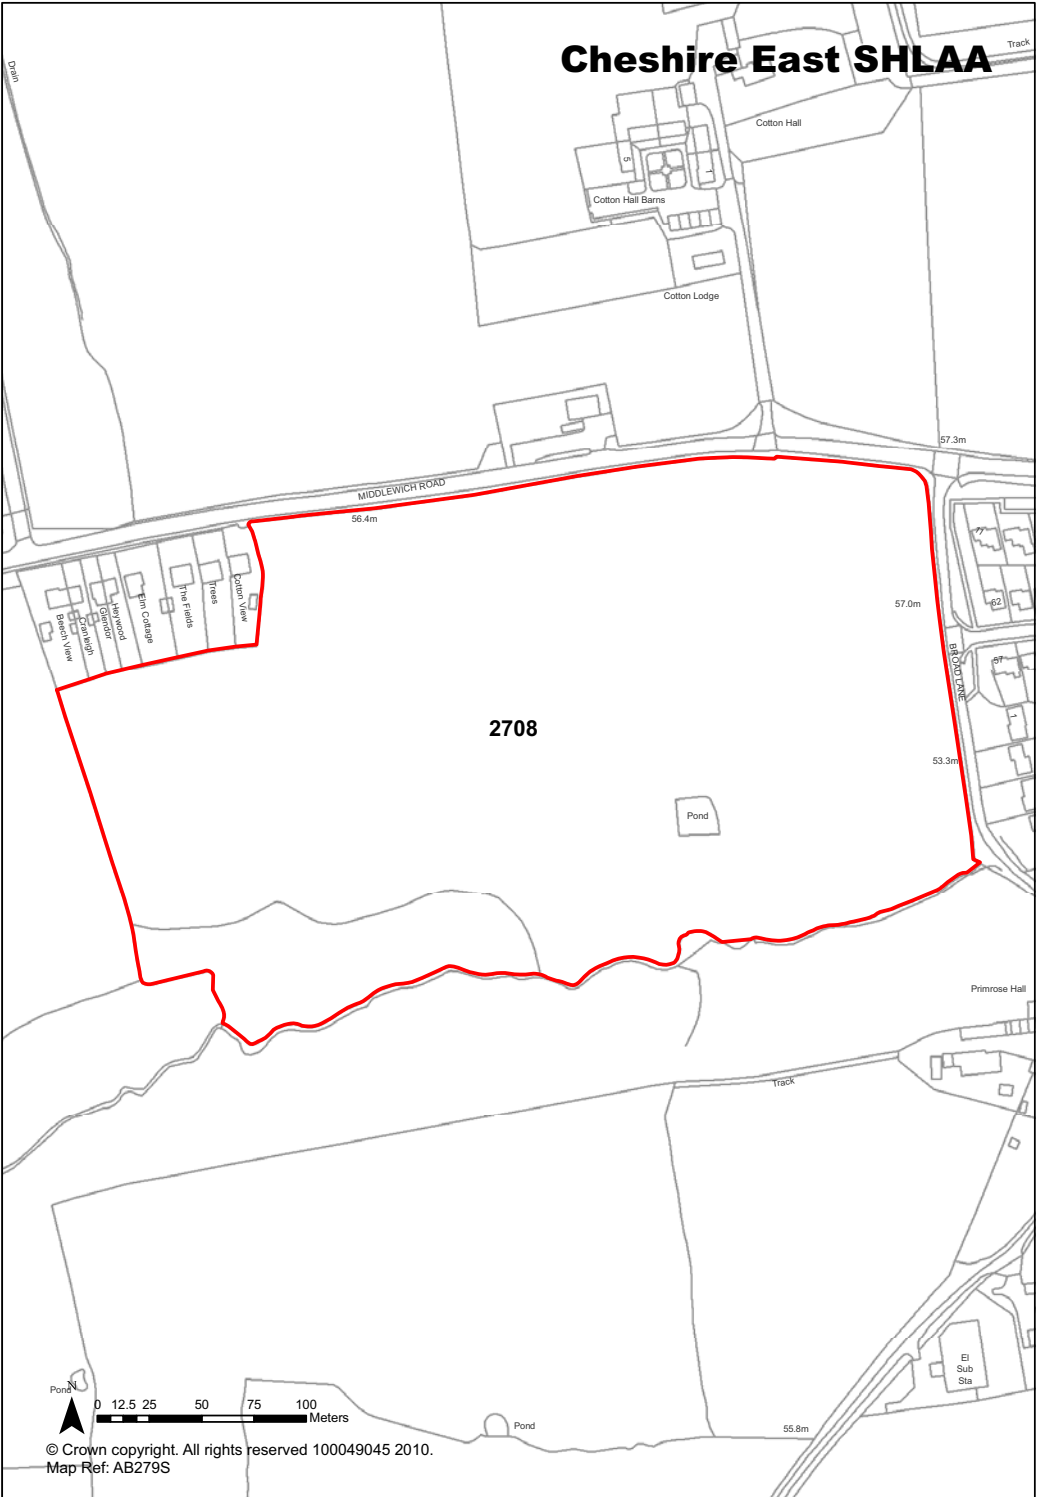 Cheshire East SHLAA
Track
Drain
Cotton Hall
5
1
Cotton Hall Barns
Cotton Lodge
57.3m
MIDDLEWICH ROAD
56.4m
77
62
57
1
57.0m
BROAD LANE
53.3m
Beech View
Cranleigh
Glendor
Heywood
Elm Cottage
The Fields
Trees
Cotton View
2708
Pond
Primrose Hall
Track
El
Sub
Sta
Pond
Pond
55.8m
N
0 12.5 25 50 75 100
Meters
© Crown copyright. All rights reserved 100049045 2010.
Map Ref: AB279S